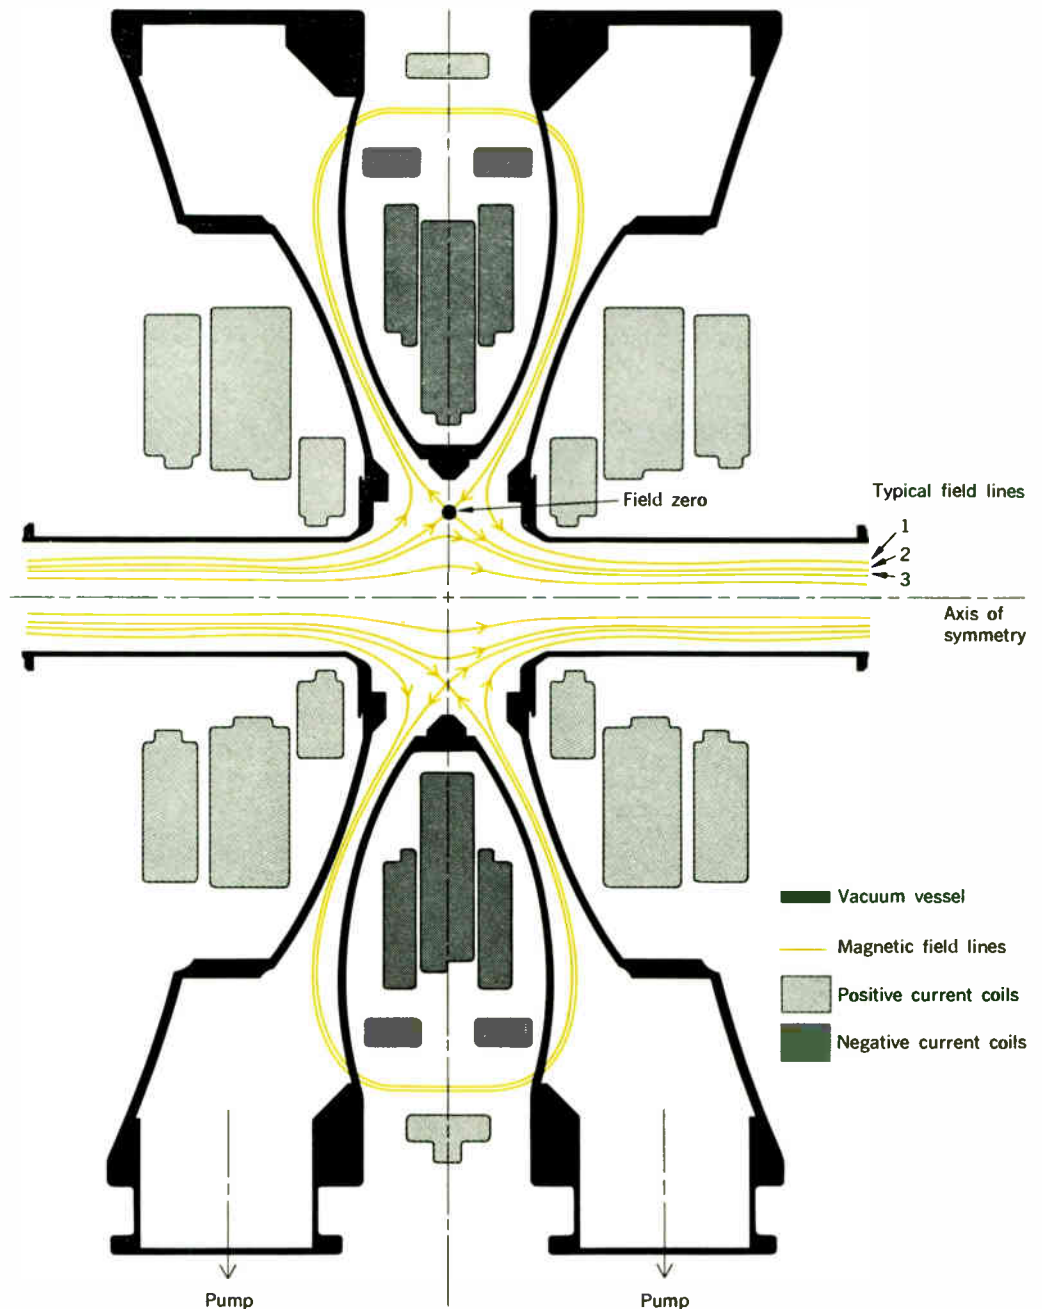 Field zero
Typical field lines
1
2
3
Axis of
symmetry
Vacuum vessel
Magnetic field lines
Positive current coils
Negative current coils
Pump
Pump